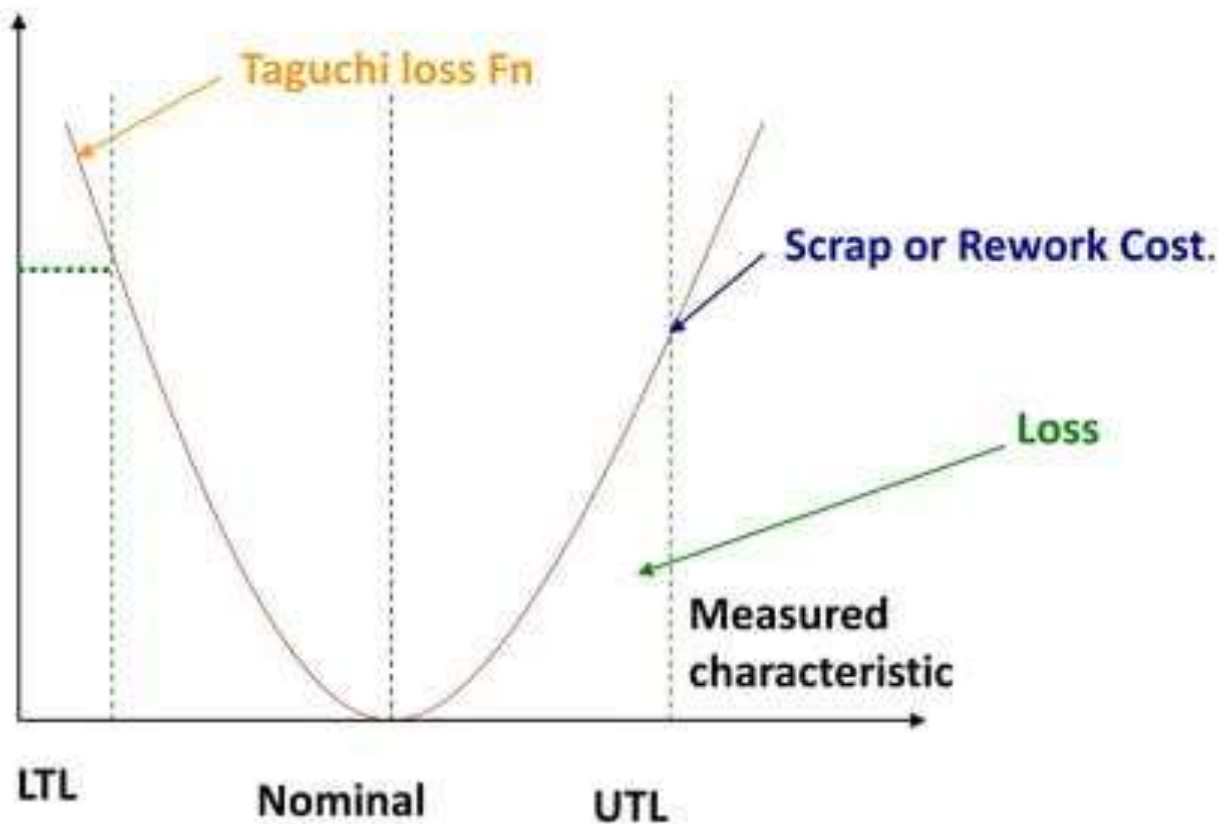 Taguchi loss Fn
Scrap or Rework Cost.
Loss
Measured
characteristic
LTL
Nominal
UTL